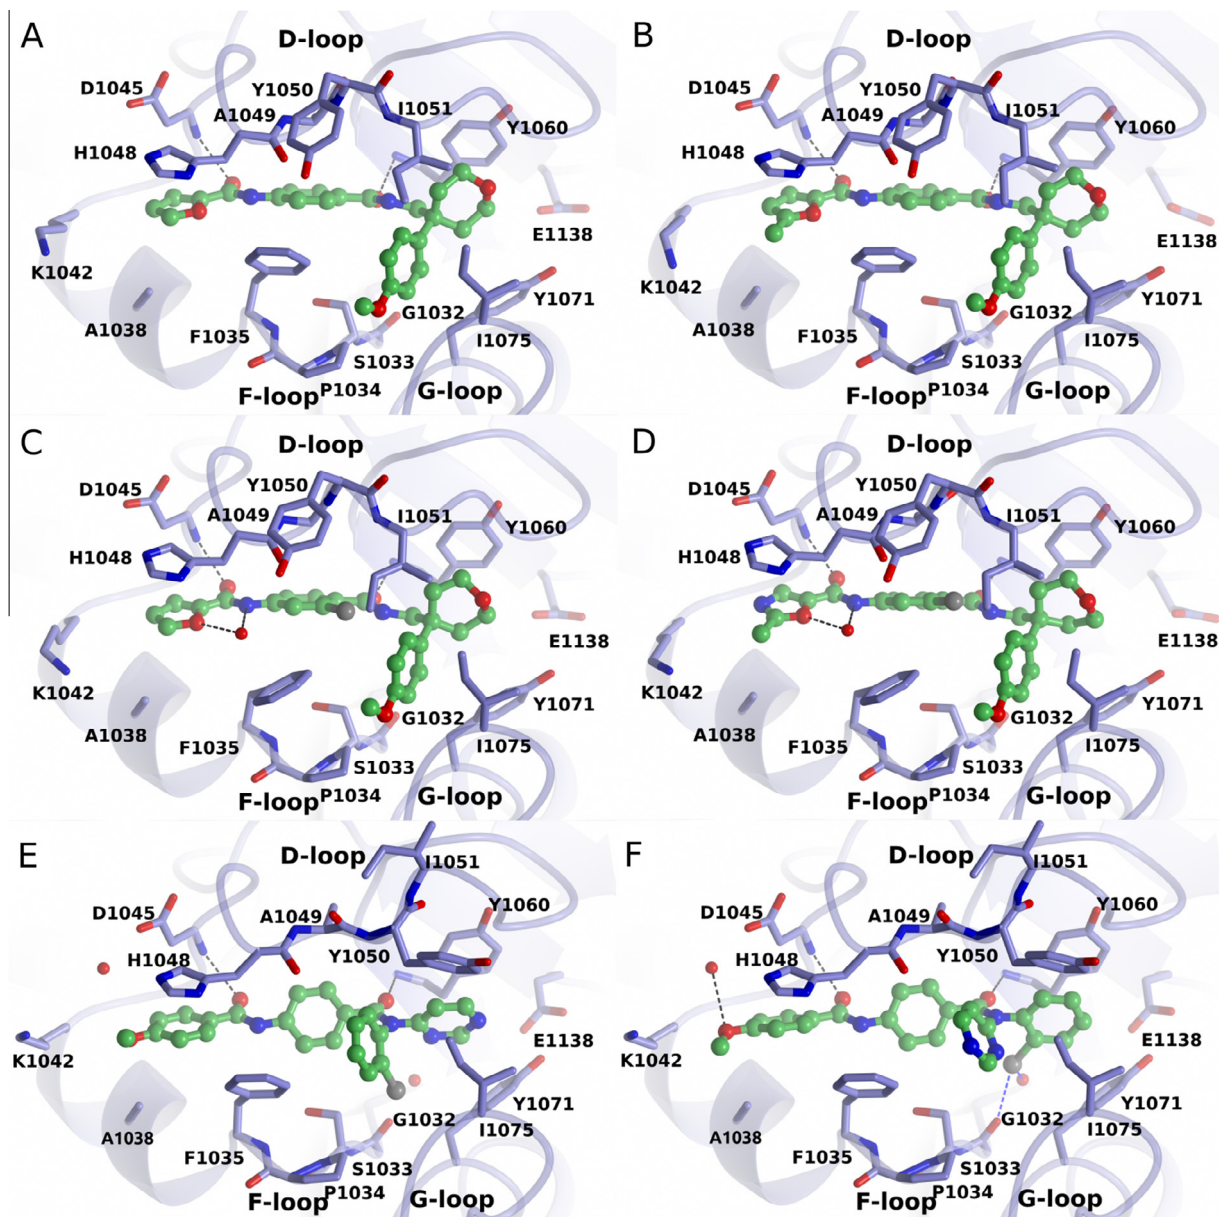 A
D-loop
D1045
Y1050
A1049
I1051
Y1060
H1048
E1138
K1042
Y1071
A1038
G1032
F1035
I1075
S1033
F-loop
P1034
G-loop
B
D-loop
D1045
Y1050
A1049
I1051
Y1060
H1048
E1138
K1042
Y1071
A1038
G1032
F1035
I1075
S1033
F-loop
P1034
G-loop
C
D-loop
D1045
Y1050
A1049
I1051
Y1060
H1048
E1138
K1042
Y1071
A1038
G1032
F1035
I1075
S1033
F-loop
P1034
G-loop
D
D-loop
D1045
Y1050
A1049
I1051
Y1060
H1048
E1138
K1042
Y1071
A1038
G1032
F1035
I1075
S1033
F-loop
P1034
G-loop
E
D-loop
I1051
D1045
A1049
Y1060
H1048
Y1050
E1138
K1042
Y1071
A1038
G1032
I1075
F1035
S1033
P1034
F-loop
G-loop
F
D-loop
I1051
D1045
A1049
Y1060
H1048
Y1050
E1138
K1042
Y1071
A1038
G1032
I1075
F1035
S1033
P1034
F-loop
G-loop